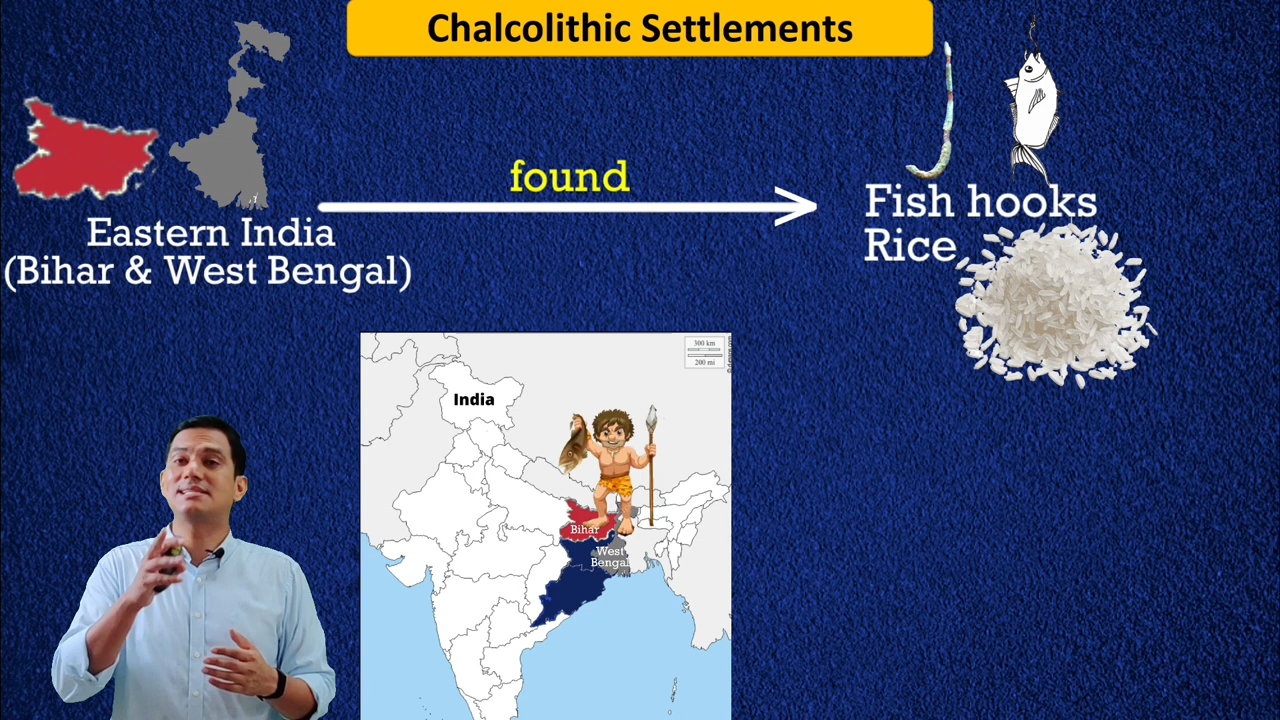 Chalcolithic Settlements
found
Eastern India
(Bihar & West Bengal)
Fish hooks
Rice
300 km
200 mi
India
Bihar
West
Bengal